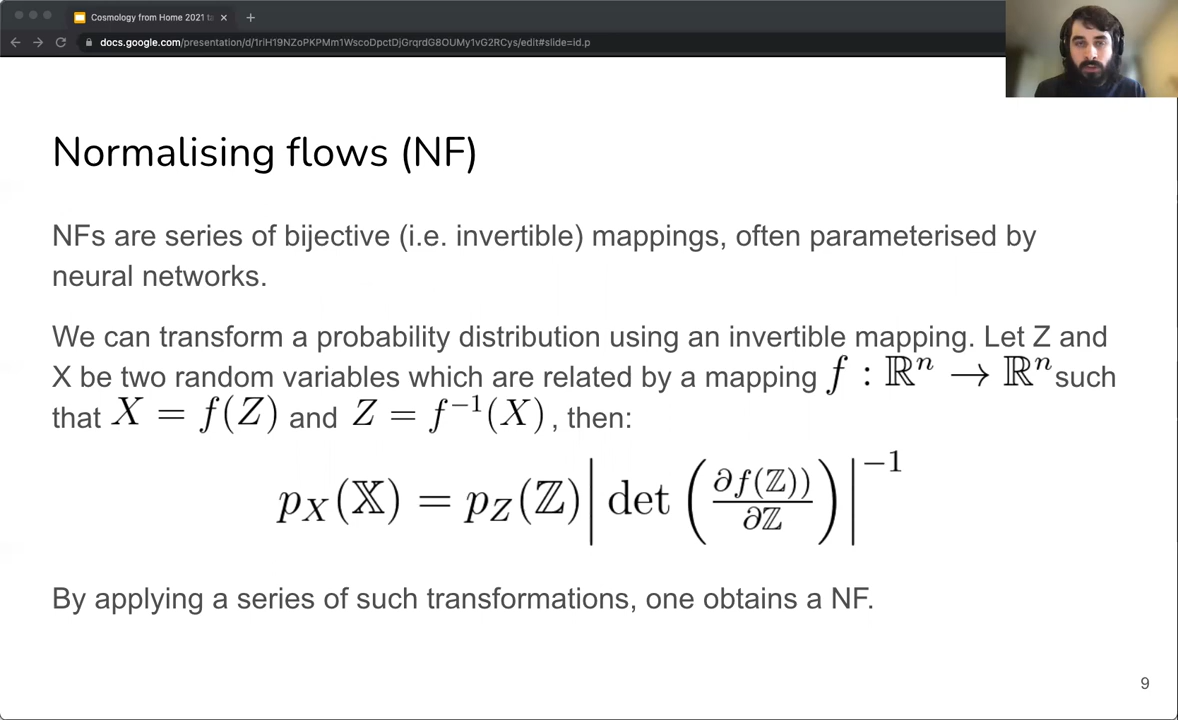 Cosmology from Home 2021 t
docs.google.com/presentation/d/1riH19NZoPKPMm1WscoDpctDjGrqrdG8OUMy1vG2RCys/edit#slide=id.p
Normalising flows (NF)
NFs are series of bijective (i.e. invertible) mappings, often parameterised by
neural networks.
We can transform a probability distribution using an invertible mapping. Let Z and
X be two random variables which are related by a mapping f : ℝⁿ → ℝⁿ such
that X = f(Z) and Z = f⁻¹(X), then:
p_X(𝕏) = p_Z(ℤ)| det (∂f(ℤ))/∂ℤ)|⁻¹
By applying a series of such transformations, one obtains a NF.
9